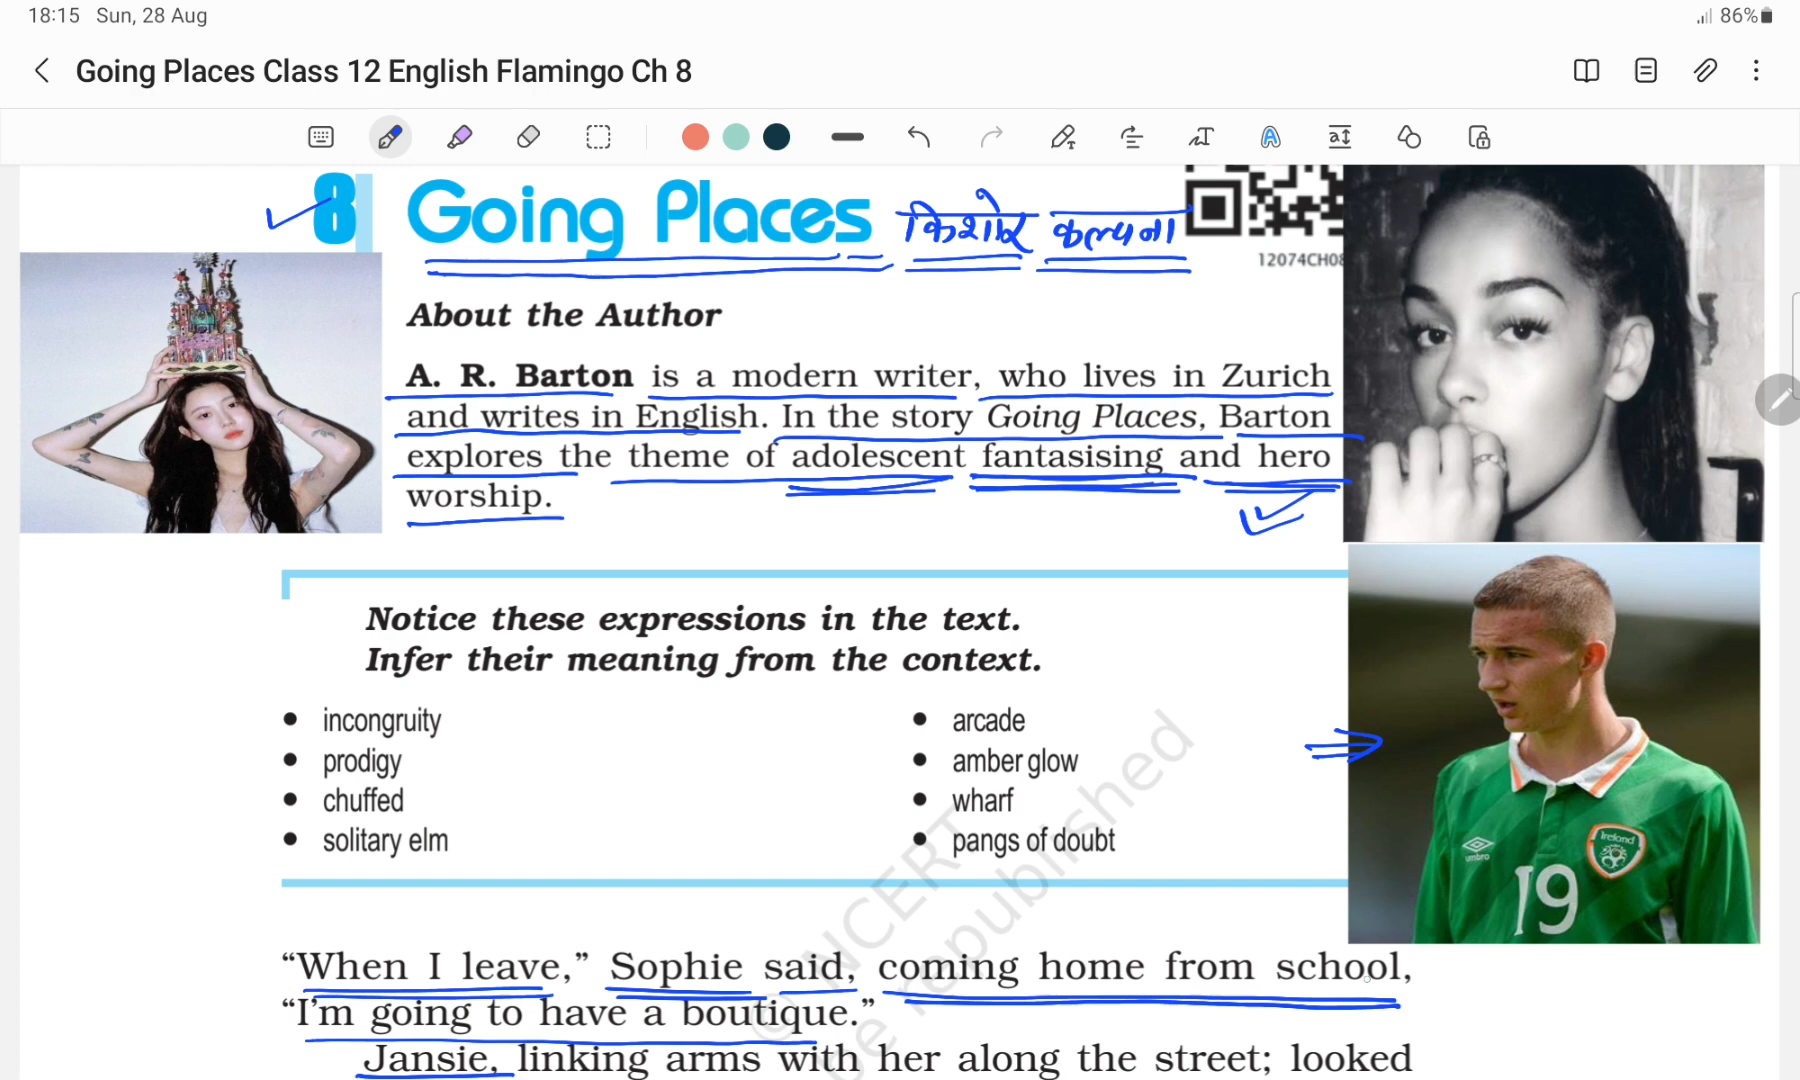 18:15 Sun, 28 Aug
86%
Going Places Class 12 English Flamingo Ch 8
8 Going Places किशोर कल्पना
12074CH08
About the Author
A. R. Barton is a modern writer, who lives in Zurich
and writes in English. In the story Going Places, Barton
explores the theme of adolescent fantasising and hero
worship.
Notice these expressions in the text.
Infer their meaning from the context.
• incongruity
• prodigy
• chuffed
• solitary elm
• arcade
• amber glow
• wharf
• pangs of doubt
Ireland
umbro
19
© NCERT
be republished
“When I leave,” Sophie said, coming home from school,
“I’m going to have a boutique.”
Jansie, linking arms with her along the street; looked